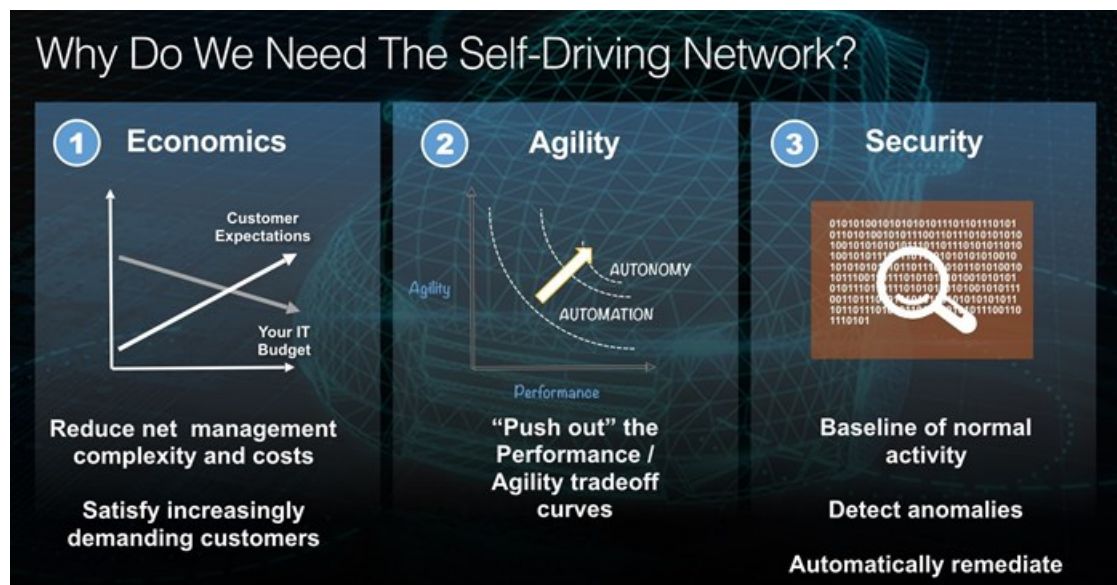 Why Do We Need The Self-Driving Network?
1
Economics
Customer
Expectations
Your IT
Budget
Reduce net management
complexity and costs
Satisfy increasingly
demanding customers
2
Agility
Agility
AUTONOMY
AUTOMATION
Performance
“Push out” the
Performance /
Agility tradeoff
curves
3
Security
Baseline of normal
activity
Detect anomalies
Automatically remediate